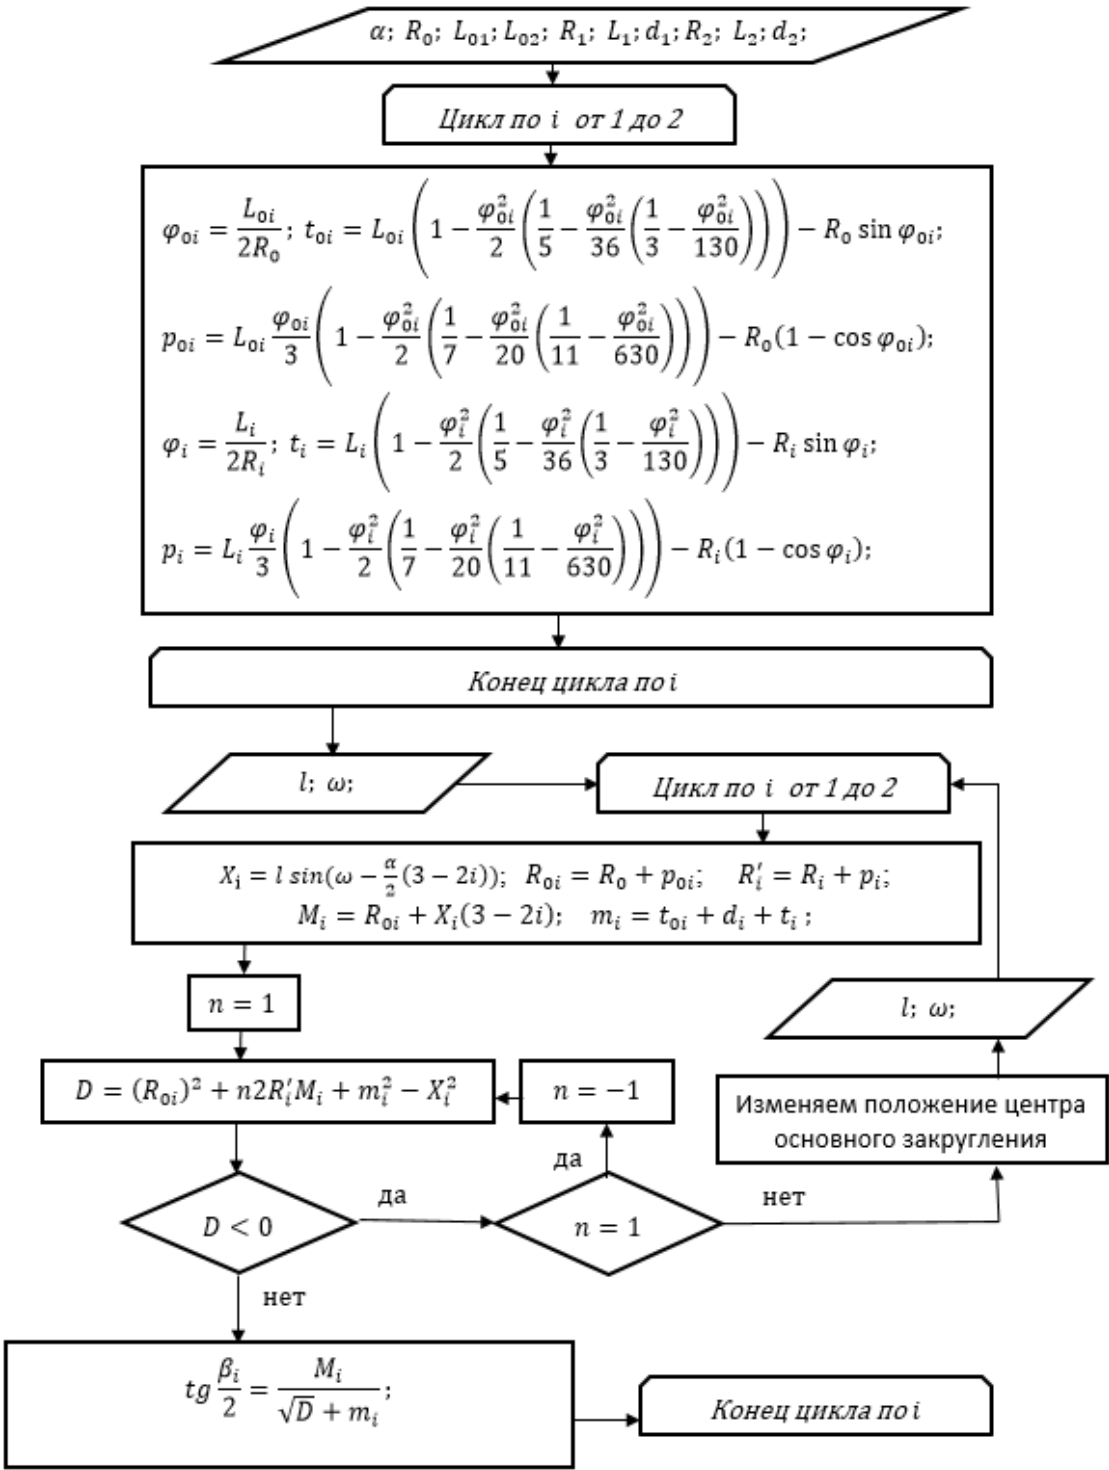 α; R₀; L₀₁; L₀₂; R₁; L₁; d₁; R₂; L₂; d₂;
Цикл по i от 1 до 2
φ₀ᵢ = L₀ᵢ/(2R₀); t₀ᵢ = L₀ᵢ(1 − φ₀ᵢ²/2(1/5 − φ₀ᵢ²/36(1/3 − φ₀ᵢ²/130))) − R₀ sin φ₀ᵢ;
p₀ᵢ = L₀ᵢ φ₀ᵢ/3(1 − φ₀ᵢ²/2(1/7 − φ₀ᵢ²/20(1/11 − φ₀ᵢ²/630))) − R₀(1 − cos φ₀ᵢ);
φᵢ = Lᵢ/(2Rᵢ); tᵢ = Lᵢ(1 − φᵢ²/2(1/5 − φᵢ²/36(1/3 − φᵢ²/130))) − Rᵢ sin φᵢ;
pᵢ = Lᵢ φᵢ/3(1 − φᵢ²/2(1/7 − φᵢ²/20(1/11 − φᵢ²/630))) − Rᵢ(1 − cos φᵢ);
Конец цикла по i
l; ω;
Цикл по i от 1 до 2
Xᵢ = l sin(ω − α/2(3 − 2i)); R₀ᵢ = R₀ + p₀ᵢ; Rᵢ′ = Rᵢ + pᵢ;
Mᵢ = R₀ᵢ + Xᵢ(3 − 2i); mᵢ = t₀ᵢ + dᵢ + tᵢ ;
n = 1
l; ω;
D = (R₀ᵢ)² + n2Rᵢ′Mᵢ + mᵢ² − Xᵢ²
n = −1
Изменяем положение центра
основного закругления
да
да
нет
D < 0
n = 1
нет
tg βᵢ/2 = Mᵢ/(√D + mᵢ);
Конец цикла по i